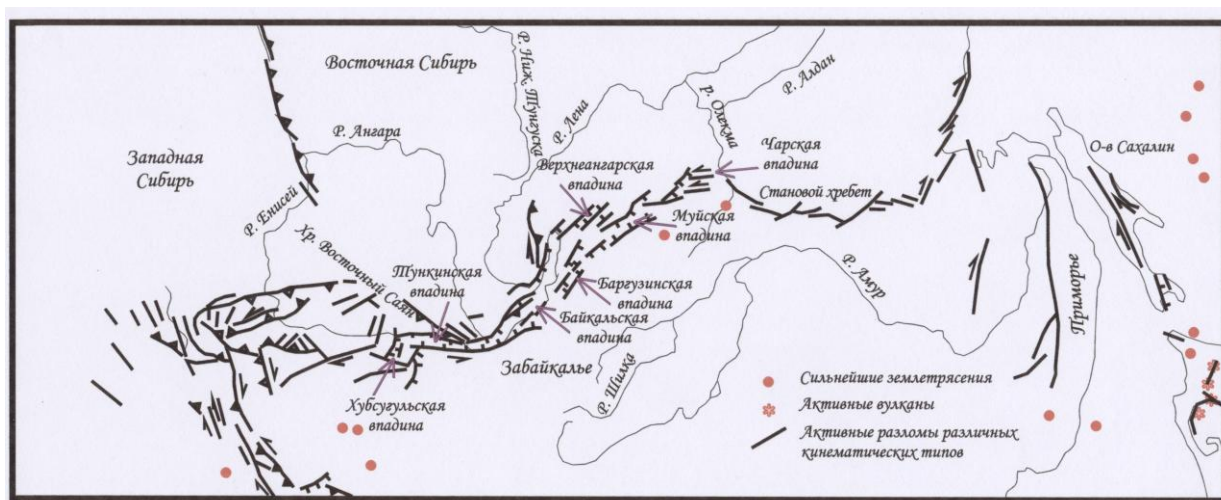 Восточная Сибирь
Р. Ниж. Тунгуска
Р. Лена
р. Олекма
Р. Алдан
Р. Ангара
Западная
Сибирь
Верхнеангарская
впадина
Чарская
впадина
О-в Сахалин
Р. Енисей
Становой хребет
Хр. Восточный Саян
Муйская
впадина
Тункинская
впадина
Баргузинская
впадина
Р. Амур
Байкальская
впадина
Приморье
Забайкалье
Р. Шилка
Хубсугульская
впадина
Сильнейшие землетрясения
Активные вулканы
Активные разломы различных
кинематических типов